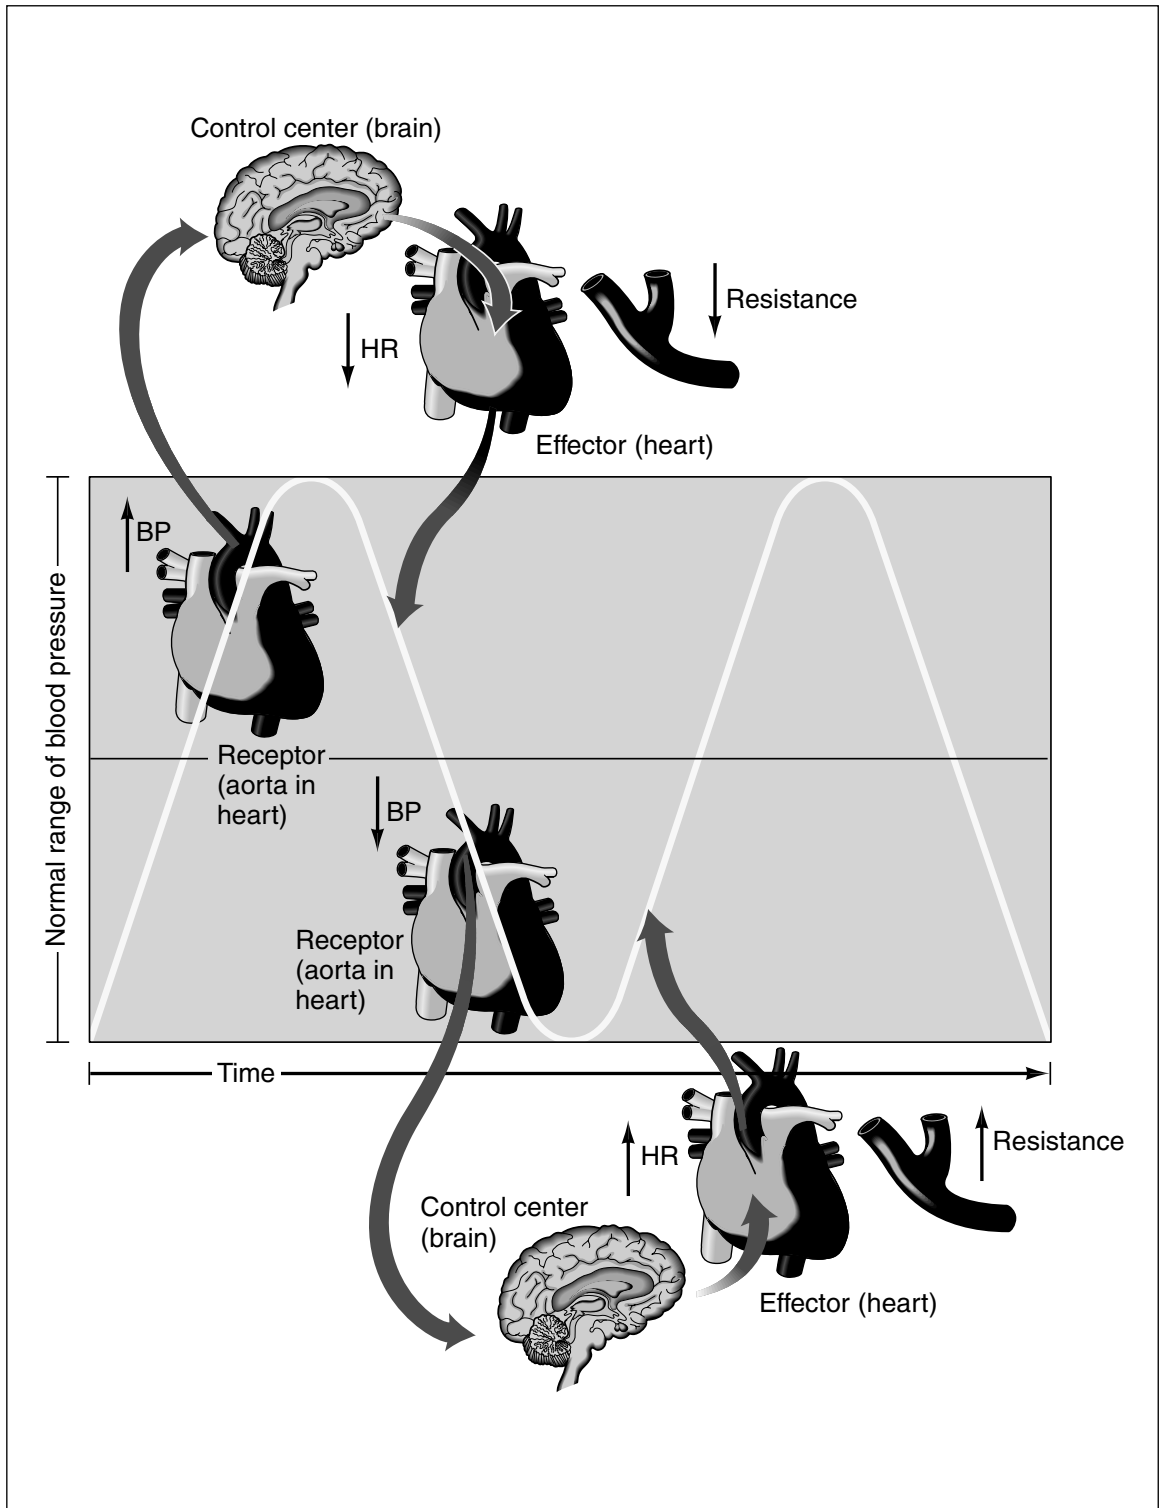 Control center (brain)
Resistance
HR
Effector (heart)
BP
Normal range of blood pressure
Receptor
(aorta in
heart)
BP
Receptor
(aorta in
heart)
Time
HR
Resistance
Control center
(brain)
Effector (heart)